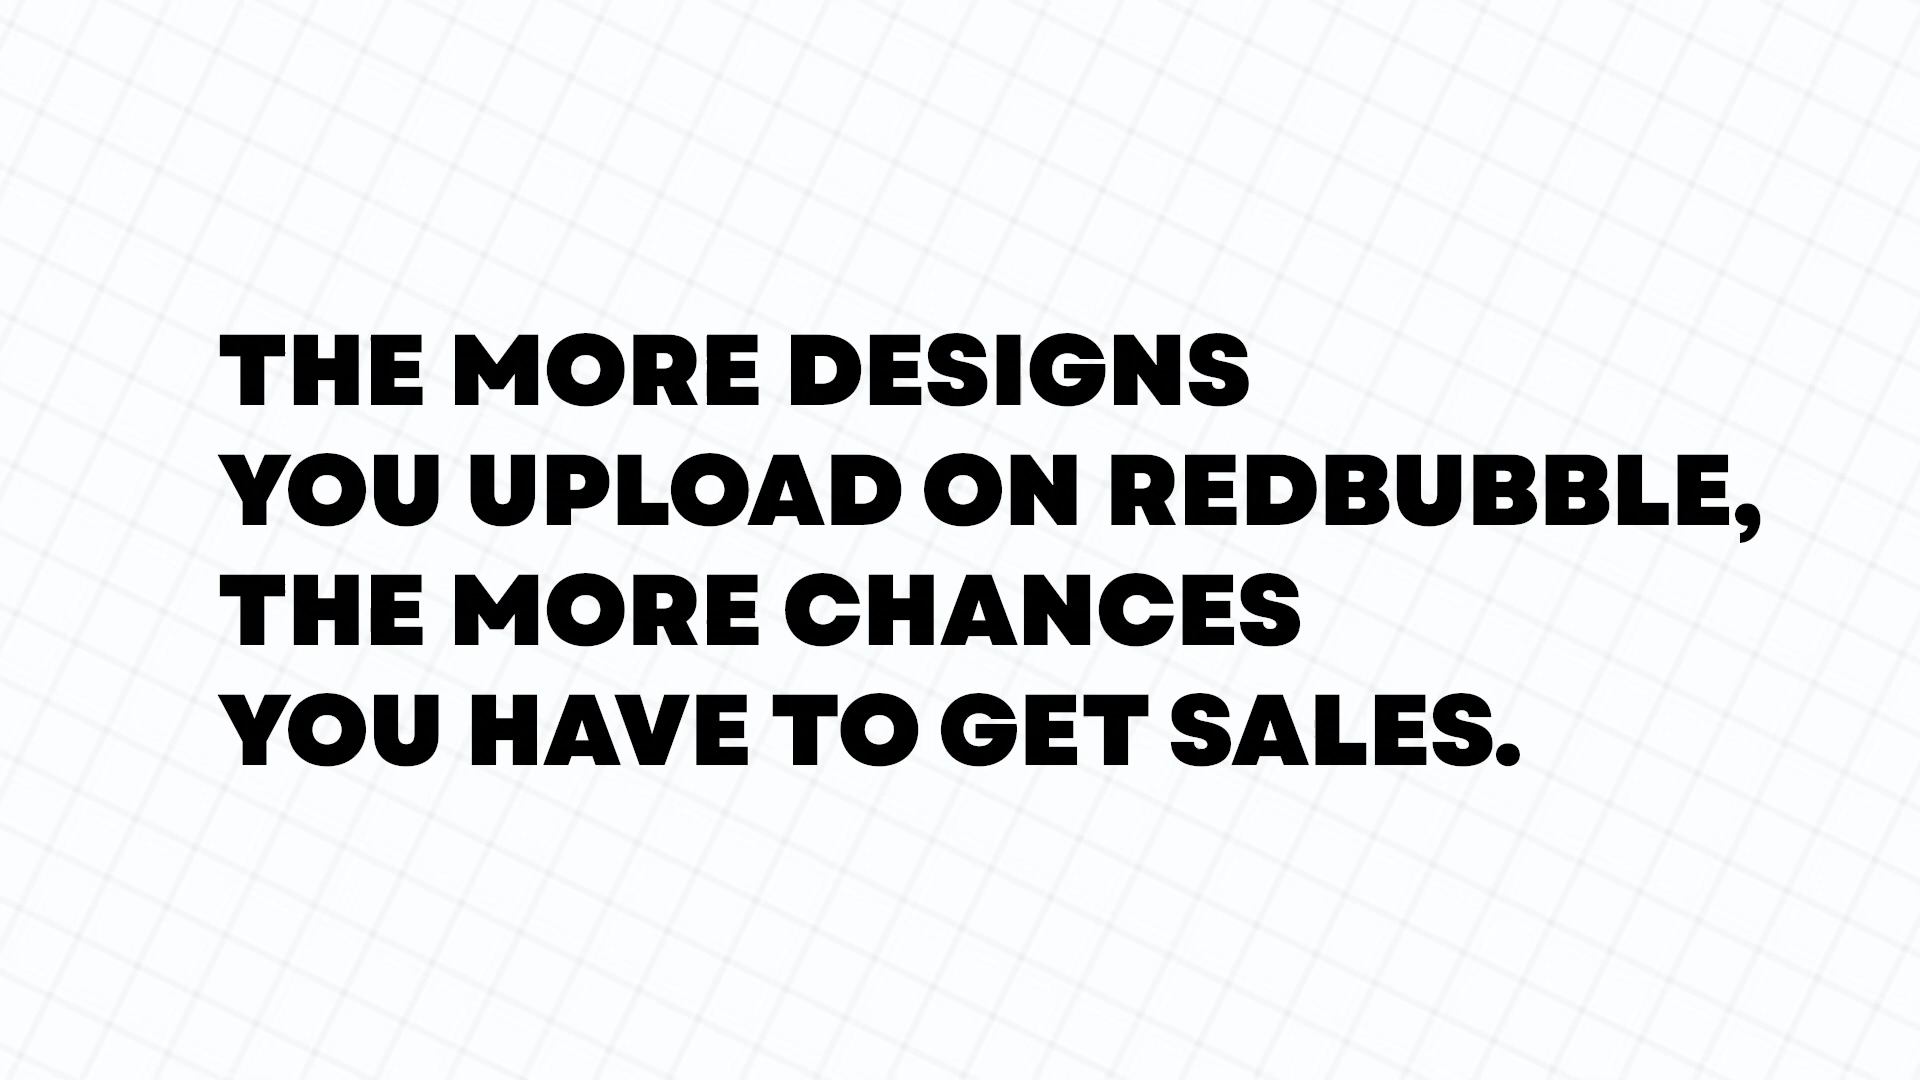 THE MORE DESIGNS
YOU UPLOAD ON REDBUBBLE,
THE MORE CHANCES
YOU HAVE TO GET SALES.